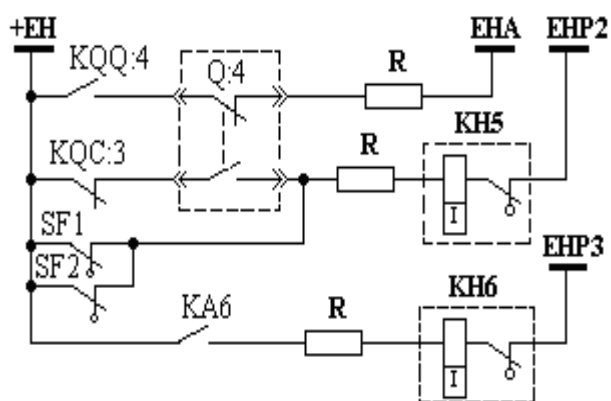 +EH
EHA
EHP2
KQQ:4
Q:4
R
KH5
KQC:3
R
I
SF1
SF2
EHP3
KA6
R
KH6
I